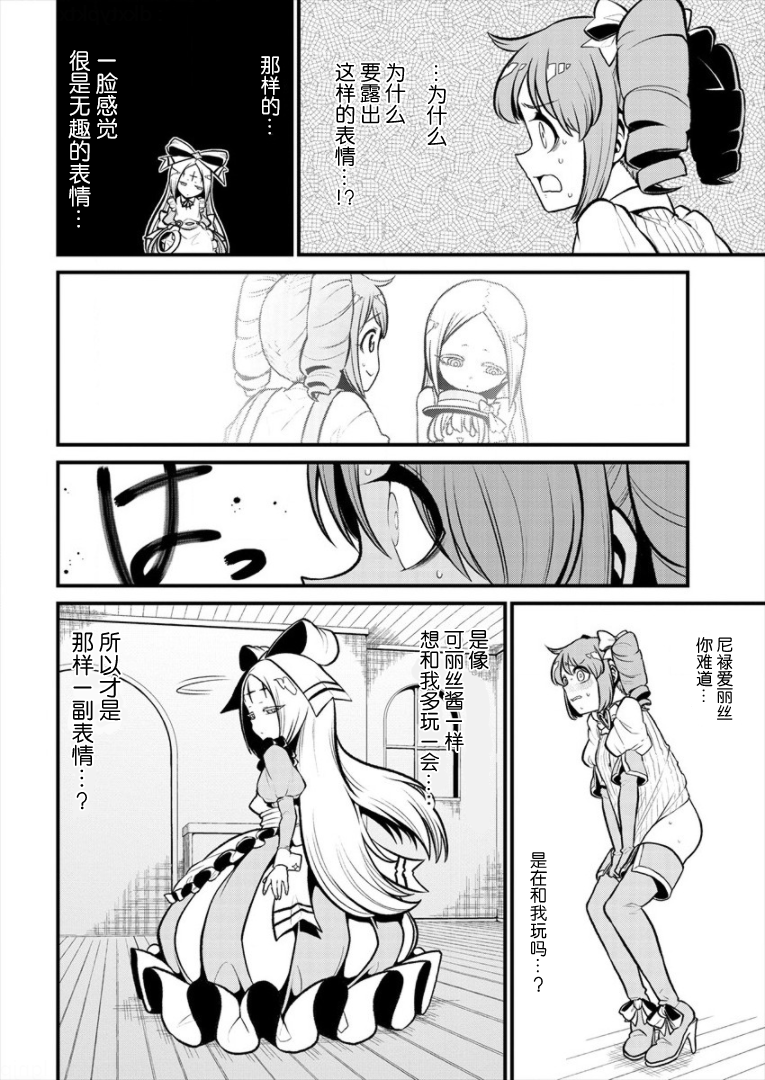 …为什么
为什么
要露出
这样的表情…!?
那样的…
一脸感觉
很是无趣的表情…
はっ
尼禄爱丽丝
你难道…
是在和我玩吗…?
是像
可丽丝酱一样
想和我多玩一会…
所以才是
那样一副表情…?